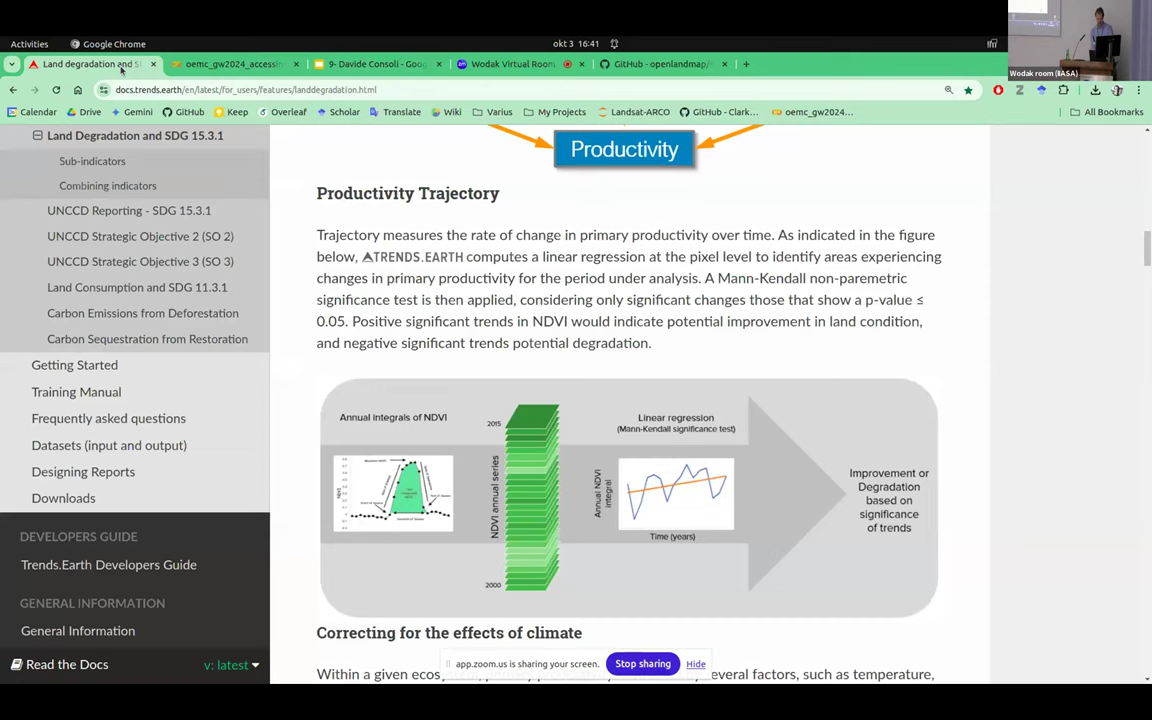 Activities
Google Chrome
okt 3 16:41
Land degradation and S
oemc_gw2024_accessin
9- Davide Consoli - Goog
Wodak Virtual Room
GitHub - openlandmap/
docs.trends.earth/en/latest/for_users/features/landdegradation.html
Calendar
Drive
Gemini
GitHub
Keep
Overleaf
Scholar
Translate
Wiki
Varius
My Projects
Landsat-ARCO
GitHub - Clark...
oemc_gw2024...
All Bookmarks
Wodak room (IIASA)
Land Degradation and SDG 15.3.1
Sub-indicators
Combining indicators
UNCCD Reporting - SDG 15.3.1
UNCCD Strategic Objective 2 (SO 2)
UNCCD Strategic Objective 3 (SO 3)
Land Consumption and SDG 11.3.1
Carbon Emissions from Deforestation
Carbon Sequestration from Restoration
Getting Started
Training Manual
Frequently asked questions
Datasets (input and output)
Designing Reports
Downloads
DEVELOPERS GUIDE
Trends.Earth Developers Guide
GENERAL INFORMATION
General Information
Read the Docs
v: latest
Productivity
Productivity Trajectory
Trajectory measures the rate of change in primary productivity over time. As indicated in the figure
below, TRENDS.EARTH computes a linear regression at the pixel level to identify areas experiencing
changes in primary productivity for the period under analysis. A Mann-Kendall non-paremetric
significance test is then applied, considering only significant changes those that show a p-value ≤
0.05. Positive significant trends in NDVI would indicate potential improvement in land condition,
and negative significant trends potential degradation.
Annual integrals of NDVI
2015
NDVI annual series
2000
Linear regression
(Mann-Kendall significance test)
Annual NDVI
integral
Time (years)
Improvement or
Degradation
based on
significance
of trends
Correcting for the effects of climate
app.zoom.us is sharing your screen.
Stop sharing
Hide
Within a given ecos
everal factors, such as temperature,